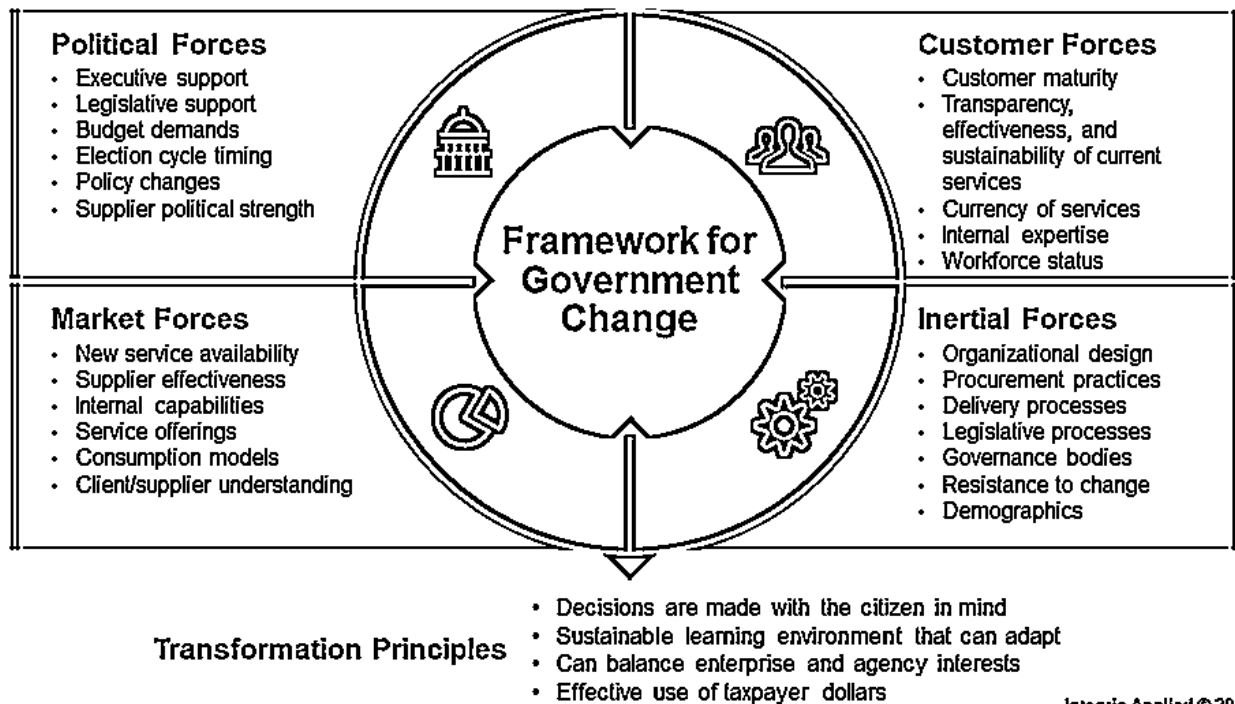 Political Forces
• Executive support
• Legislative support
• Budget demands
• Election cycle timing
• Policy changes
• Supplier political strength
Customer Forces
• Customer maturity
• Transparency,
effectiveness, and
sustainability of current
services
• Currency of services
• Internal expertise
• Workforce status
Framework for
Government
Change
Market Forces
• New service availability
• Supplier effectiveness
• Internal capabilities
• Service offerings
• Consumption models
• Client/supplier understanding
Inertial Forces
• Organizational design
• Procurement practices
• Delivery processes
• Legislative processes
• Governance bodies
• Resistance to change
• Demographics
Transformation Principles
• Decisions are made with the citizen in mind
• Sustainable learning environment that can adapt
• Can balance enterprise and agency interests
• Effective use of taxpayer dollars